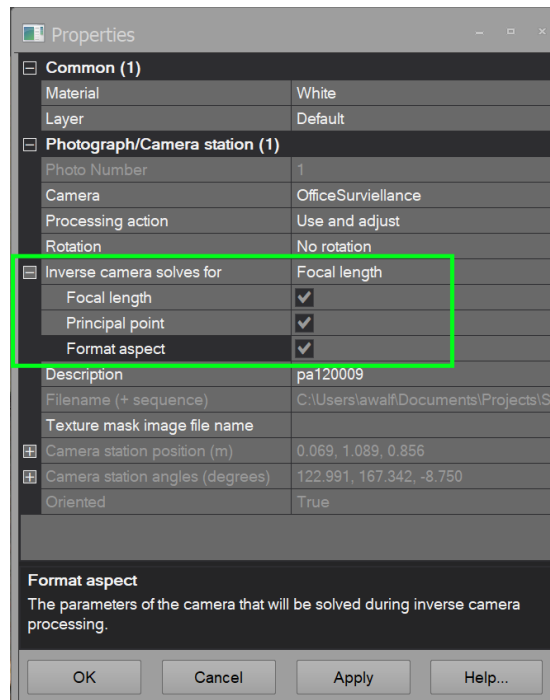 Properties
Common (1)
Material White
Layer Default
Photograph/Camera station (1)
Photo Number 1
Camera OfficeSurviellance
Processing action Use and adjust
Rotation No rotation
Inverse camera solves for Focal length
Focal length
Principal point
Format aspect
Description pa120009
Filename (+ sequence) C:\Users\awalf\Documents\Projects\S
Texture mask image file name
Camera station position (m) 0.069, 1.089, 0.856
Camera station angles (degrees) 122.991, 167.342, -8.750
Oriented True
Format aspect
The parameters of the camera that will be solved during inverse camera
processing.
OK Cancel Apply Help...